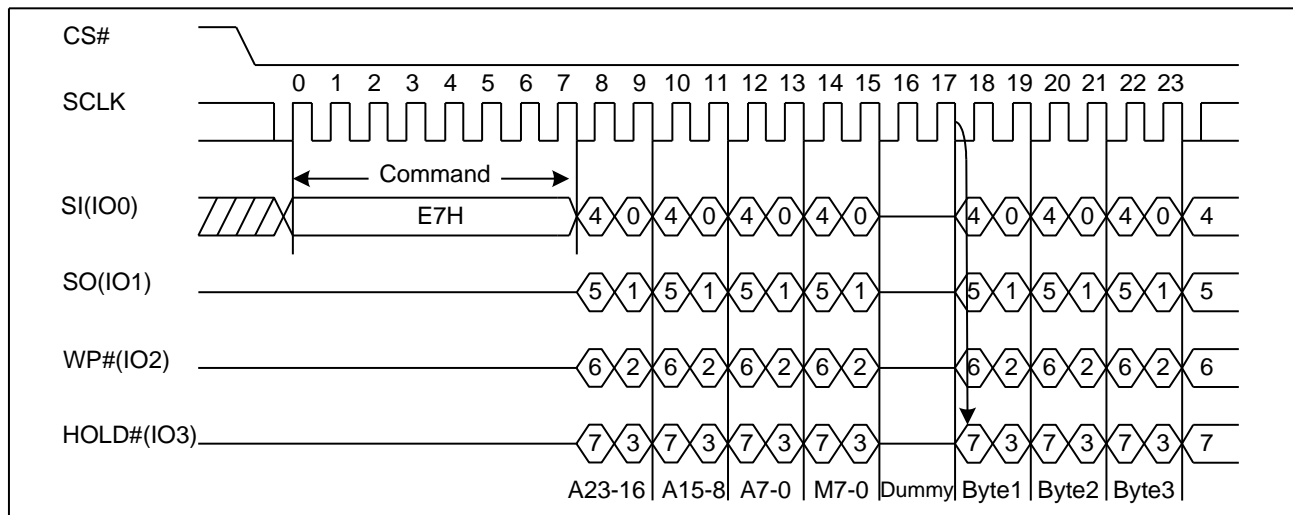 CS#
0 1 2 3 4 5 6 7 8 9 10 11 12 13 14 15 16 17 18 19 20 21 22 23
SCLK
Command
SI(IO0) E7H 4 0 4 0 4 0 4 0 4 0 4 0 4 0 4
SO(IO1) 5 1 5 1 5 1 5 1 5 1 5 1 5 1 5
WP#(IO2) 6 2 6 2 6 2 6 2 6 2 6 2 6 2 6
HOLD#(IO3) 7 3 7 3 7 3 7 3 7 3 7 3 7 3 7
A23-16 A15-8 A7-0 M7-0 Dummy Byte1 Byte2 Byte3